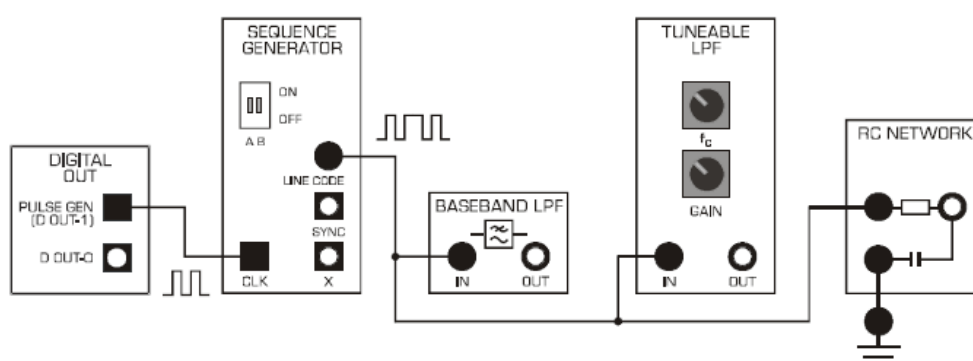 DIGITAL
OUT
PULSE GEN
(D OUT-1)
D OUT-0
SEQUENCE
GENERATOR
ON
OFF
A B
LINE CODE
SYNC
CLK
X
BASEBAND LPF
IN
OUT
TUNEABLE
LPF
fC
GAIN
IN
OUT
RC NETWORK